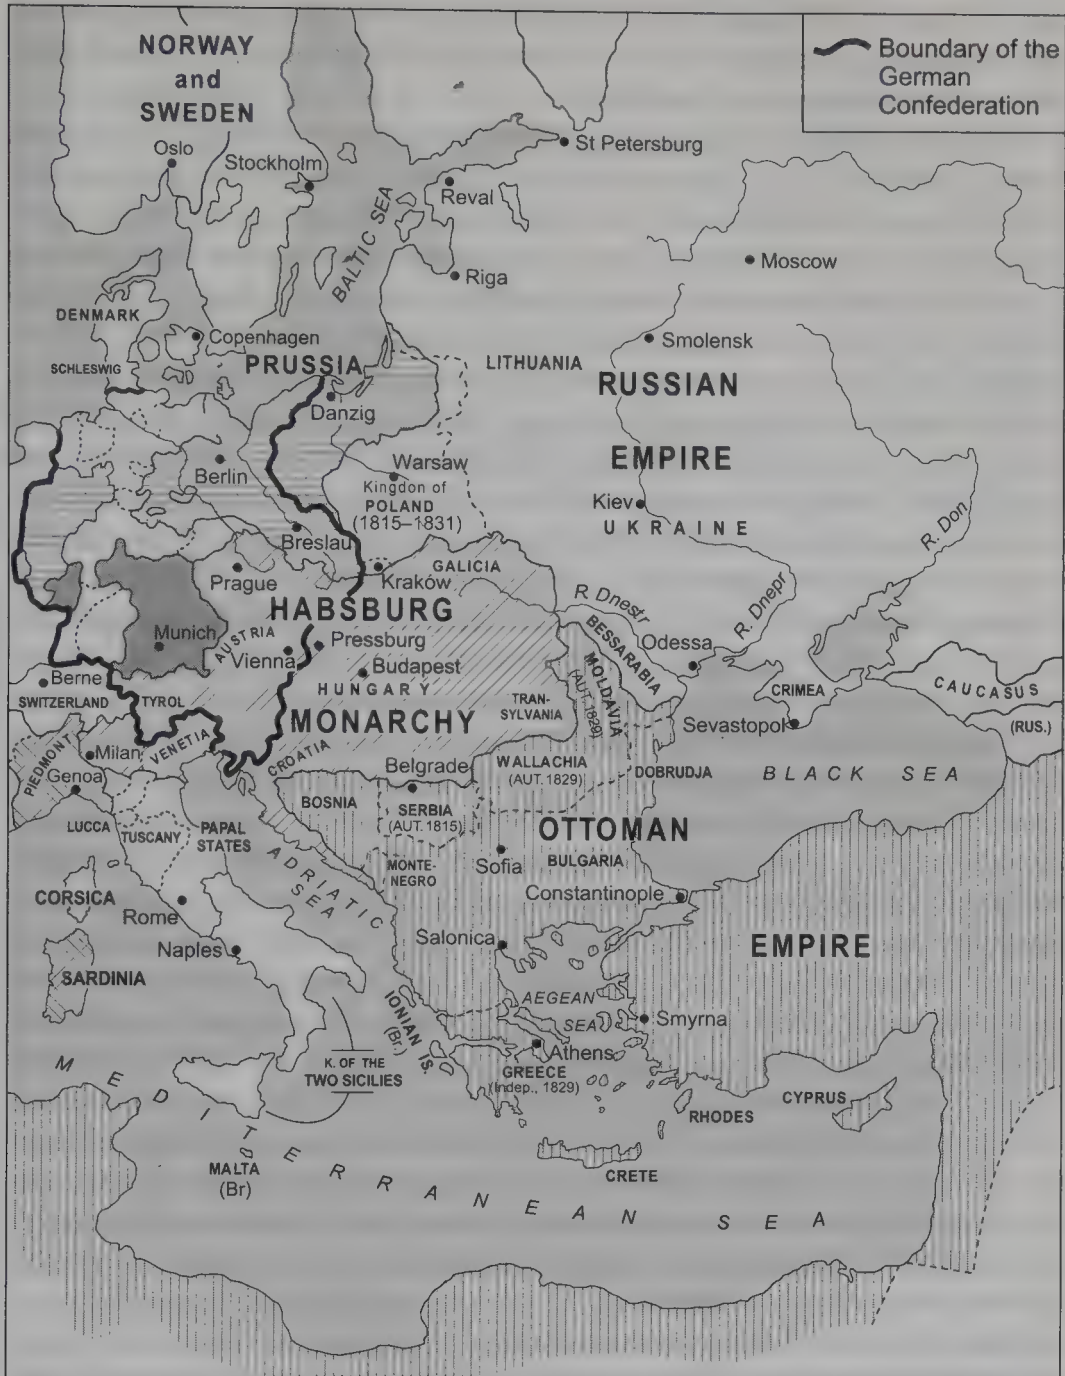 NORWAY
and
SWEDEN
Boundary of the
German
Confederation
Oslo
Stockholm
St Petersburg
Reval
BALTIC SEA
Riga
Moscow
DENMARK
Copenhagen
SCHLESWIG
PRUSSIA
LITHUANIA
Smolensk
RUSSIAN
EMPIRE
Danzig
Berlin
Warsaw
Kingdon of
POLAND
(1815–1831)
Kiev
UKRAINE
R. Don
Breslau
Prague
Kraków
GALICIA
HABSBURG
R. Dnestr
R. Dnepr
BESSARABIA
Odessa
Munich
AUSTRIA
Vienna
Pressburg
Budapest
HUNGARY
MOLDAVIA
(AUT. 1829)
Berne
SWITZERLAND
TYROL
TRAN-
SYLVANIA
CRIMEA
CAUCASUS
(RUS.)
MONARCHY
Sevastopol
PIEDMONT
Milan
VENETIA
CROATIA
Genoa
Belgrade
WALLACHIA
(AUT. 1829)
DOBRUDJA
BLACK SEA
BOSNIA
SERBIA
(AUT. 1815)
LUCCA
TUSCANY
PAPAL
STATES
OTTOMAN
EMPIRE
ADRIATIC
SEA
MONTE-
NEGRO
Sofia
BULGARIA
CORSICA
Rome
Constantinople
Naples
Salonica
SARDINIA
IONIAN IS.
(Br.)
AEGEAN
SEA
Smyrna
Athens
GREECE
(Indep., 1829)
K. OF THE
TWO SICILIES
RHODES
CYPRUS
MALTA
(Br)
CRETE
MEDITERRANEAN SEA